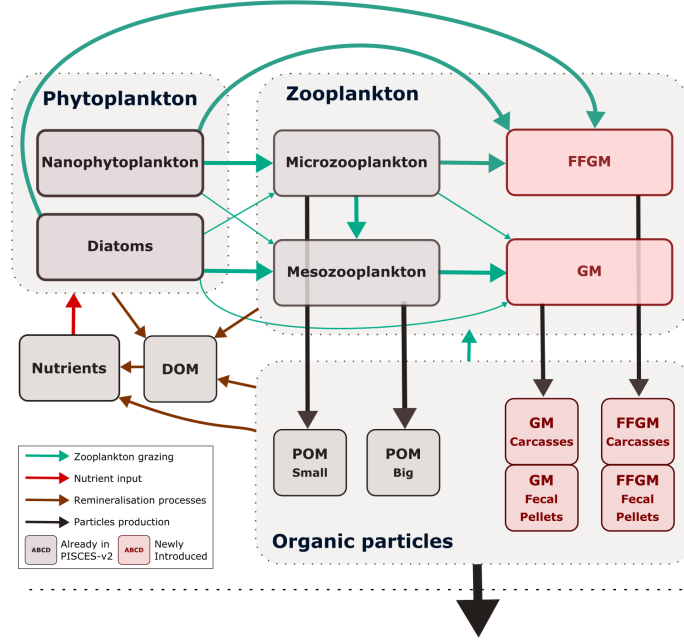 Phytoplankton
Zooplankton
Nanophytoplankton
Microzooplankton
FFGM
Diatoms
Mesozooplankton
GM
Nutrients
DOM
POM
Small
POM
Big
GM
Carcasses
FFGM
Carcasses
GM
Fecal
Pellets
FFGM
Fecal
Pellets
Organic particles
Zooplankton grazing
Nutrient input
Remineralisation processes
Particles production
ABCD
Already in
PISCES-v2
ABCD
Newly
Introduced